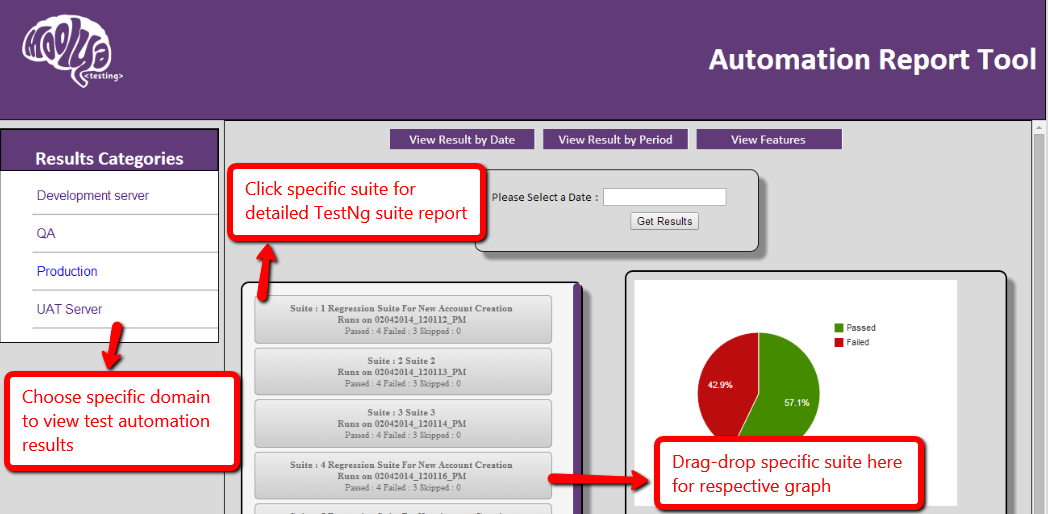 moolya
<testing>
Automation Report Tool
Results Categories
Development server
QA
Production
UAT Server
Choose specific domain
to view test automation
results
View Result by Date
View Result by Period
View Features
Click specific suite for
detailed TestNg suite report
Please Select a Date :
Get Results
Suite : 1 Regression Suite For New Account Creation
Runs on 02042014_120112_PM
Passed : 4 Failed : 3 Skipped : 0
Suite : 2 Suite 2
Runs on 02042014_120113_PM
Passed : 4 Failed : 3 Skipped : 0
Suite : 3 Suite 3
Runs on 02042014_120114_PM
Passed : 4 Failed : 3 Skipped : 0
Suite : 4 Regression Suite For New Account Creation
Runs on 02042014_120116_PM
Passed : 4 Failed : 3 Skipped : 0
Passed
Failed
42.9%
57.1%
Drag-drop specific suite here
for respective graph